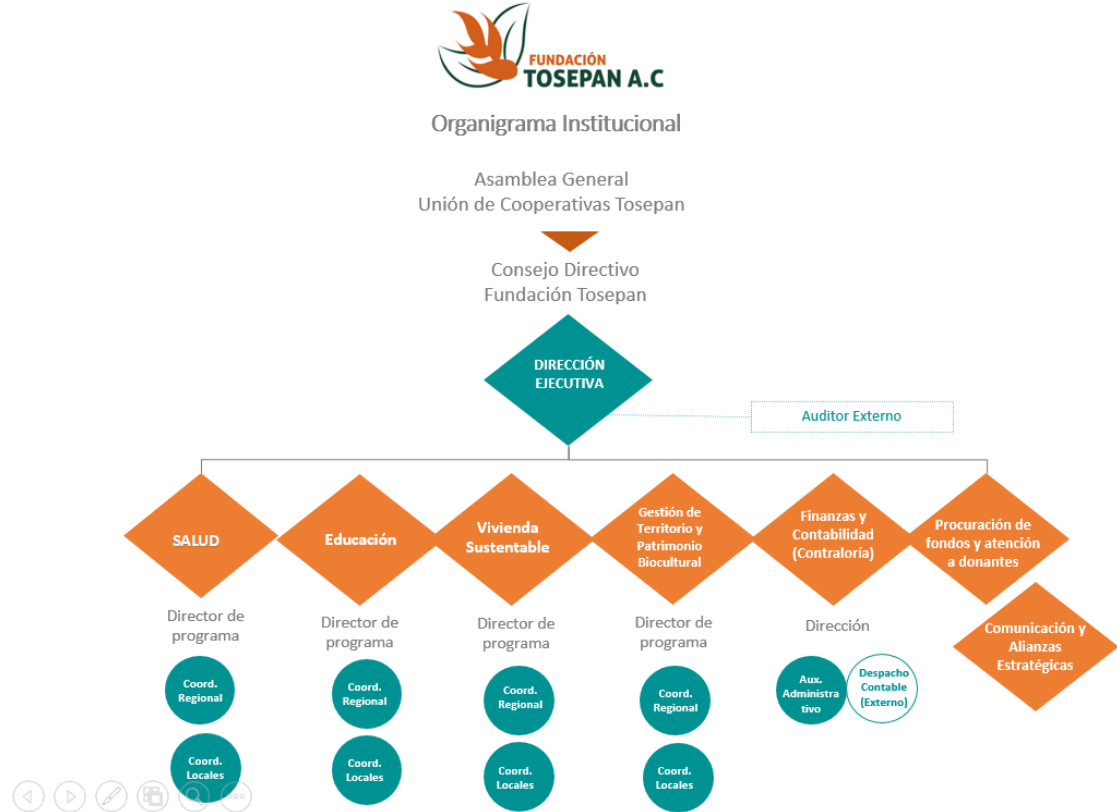 FUNDACIÓN
TOSEPAN A.C
Organigrama Institucional
Asamblea General
Unión de Cooperativas Tosepan
Consejo Directivo
Fundación Tosepan
DIRECCIÓN
EJECUTIVA
Auditor Externo
SALUD
Educación
Vivienda
Sustentable
Gestión de
Territorio y
Patrimonio
Biocultural
Finanzas y
Contabilidad
(Contraloría)
Procuración de
fondos y atención
a donantes
Comunicación y
Alianzas
Estratégicas
Director de
programa
Director de
programa
Director de
programa
Director de
programa
Dirección
Coord.
Regional
Coord.
Regional
Coord.
Regional
Coord.
Regional
Aux.
Administra
tivo
Despacho
Contable
(Externo)
Coord.
Locales
Coord.
Locales
Coord.
Locales
Coord.
Locales